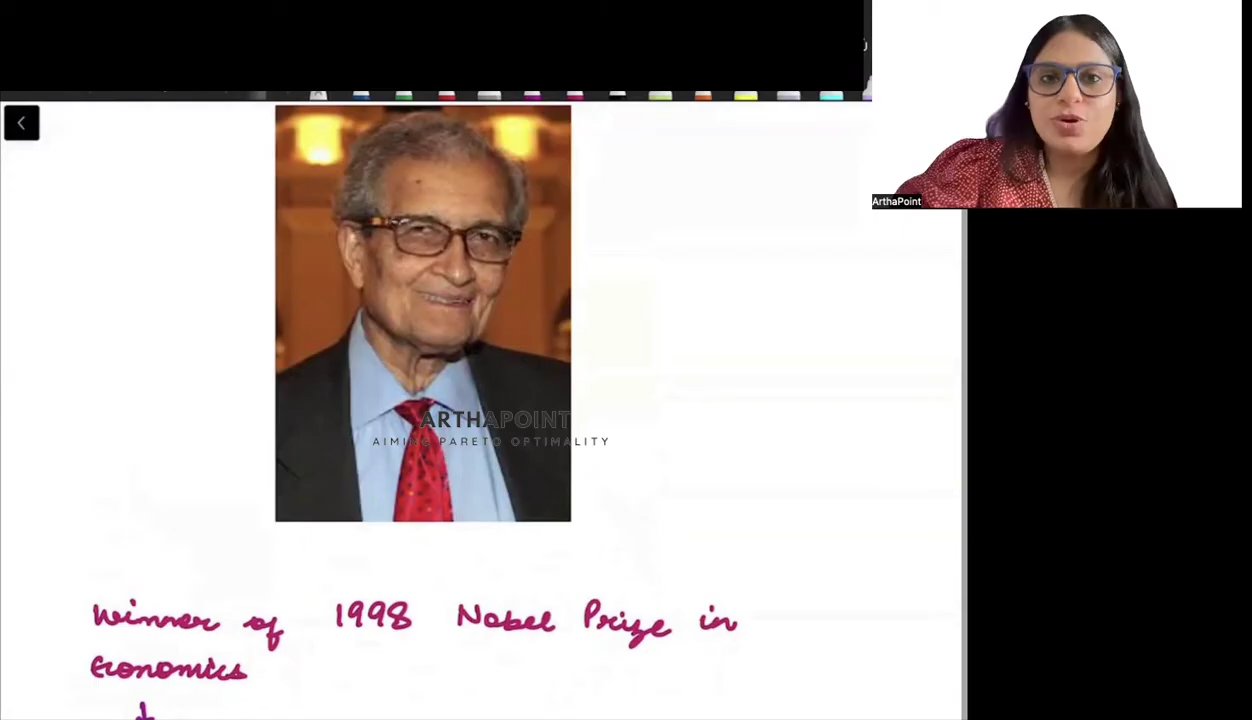 ArthaPoint
ARTHAPOINT
AIMING PARETO OPTIMALITY
Winner of 1998 Nobel Prize in
Economics